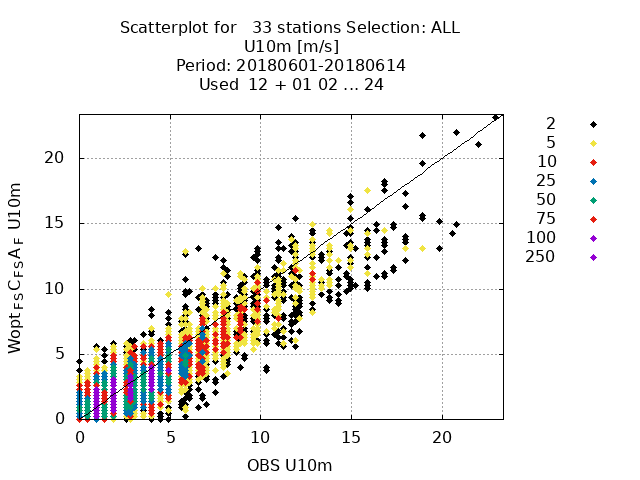 Scatterplot for   33 stations Selection: ALL
U10m [m/s]
Period: 20180601-20180614
Used  12 + 01 02 ... 24
2
5
10
25
50
75
100
250
20
15
10
5
0
0 5 10 15 20
Wopt FS C FS A F U10m
OBS U10m